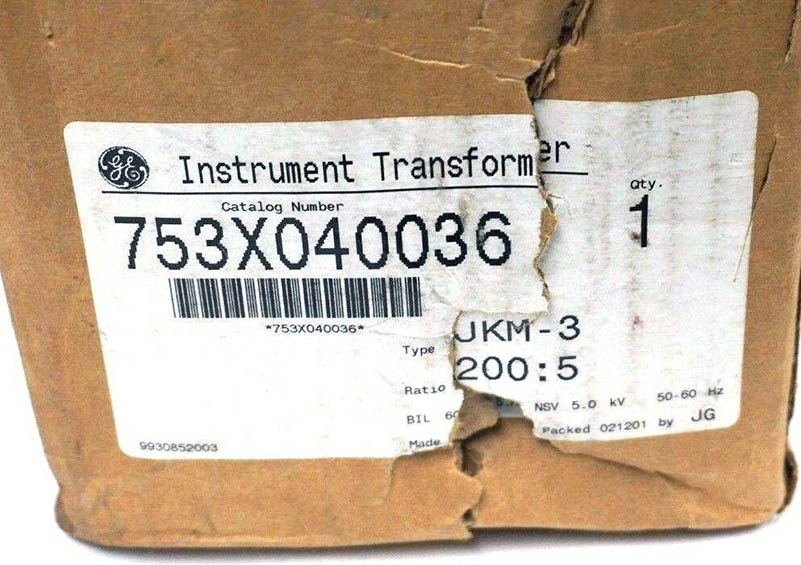 GE Instrument Transformer
Catalog Number
Qty.
753X040036
1
*753X040036*
Type JKM-3
Ratio 200:5
BIL 60 NSV 5.0 kV 50-60 Hz
Made Packed 021201 by JG
9930852003